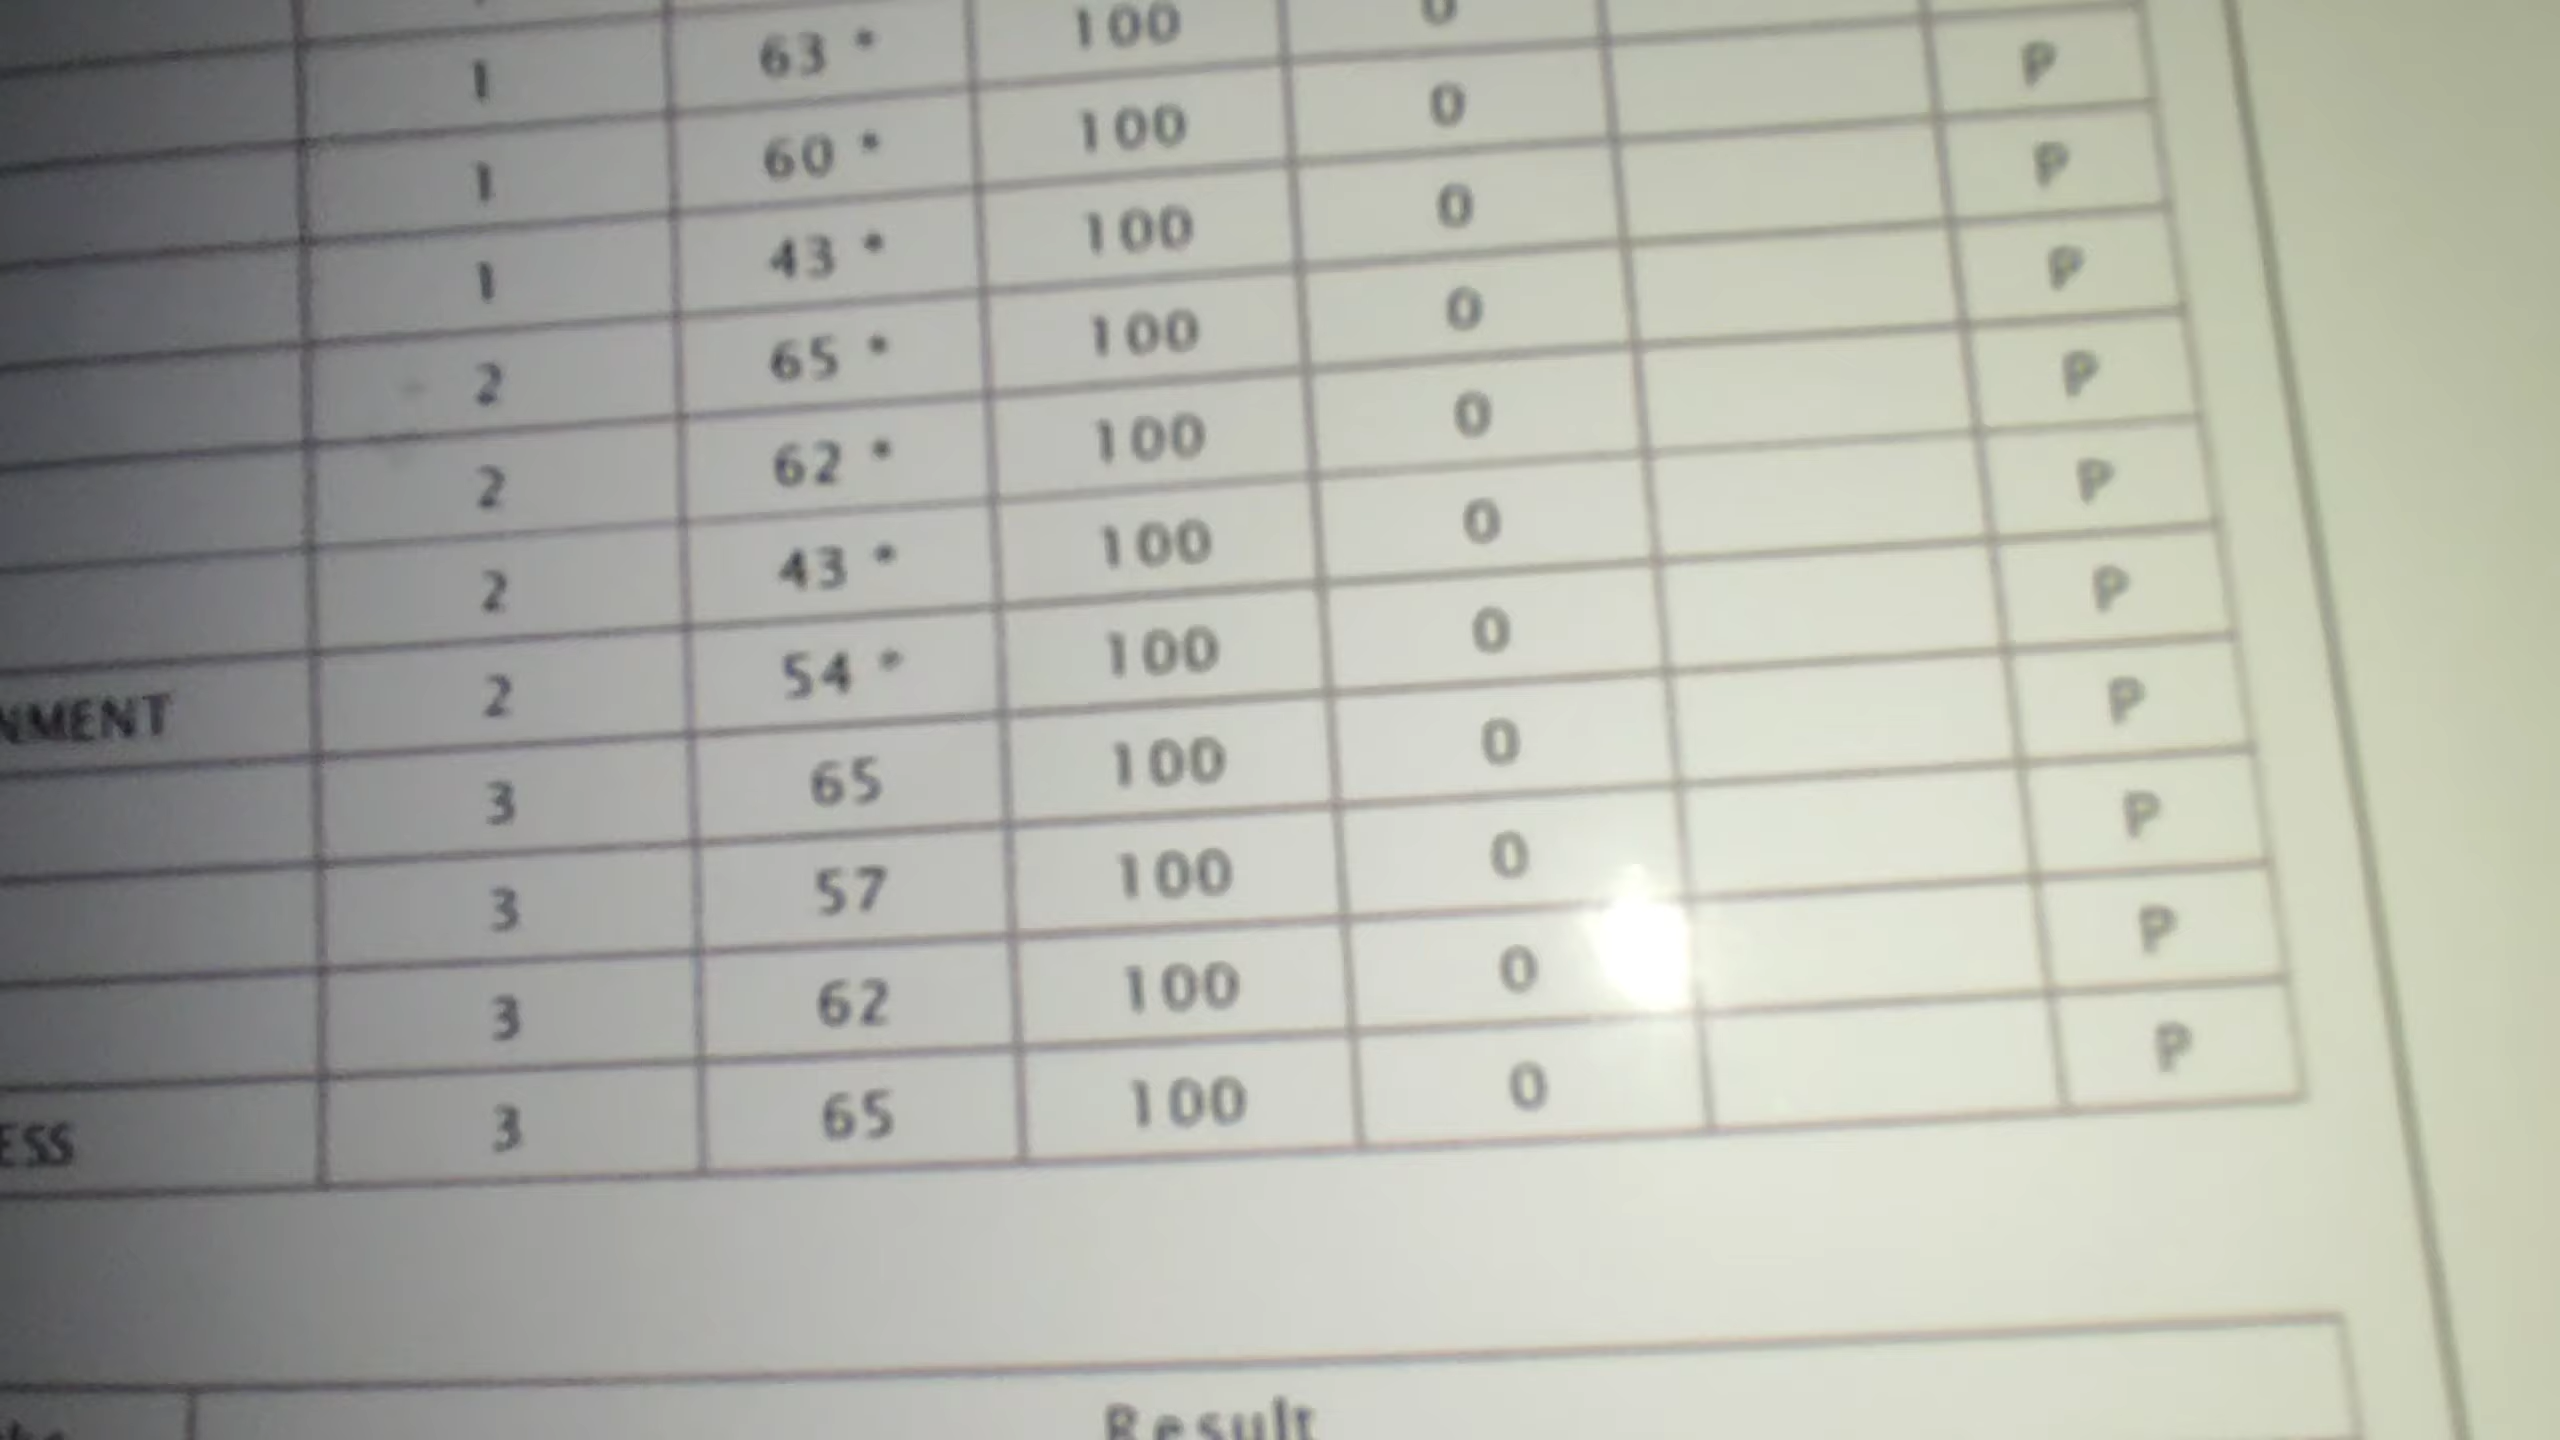 1 63 * 100 0
1 60 * 100 0 P
1 43 * 100 0 P
2 65 * 100 0 P
2 62 * 100 0 P
2 43 * 100 0 P
NMENT 2 54 * 100 0 P
3 65 100 0 P
3 57 100 0 P
3 62 100 0 P
ESS 3 65 100 0 P
Result